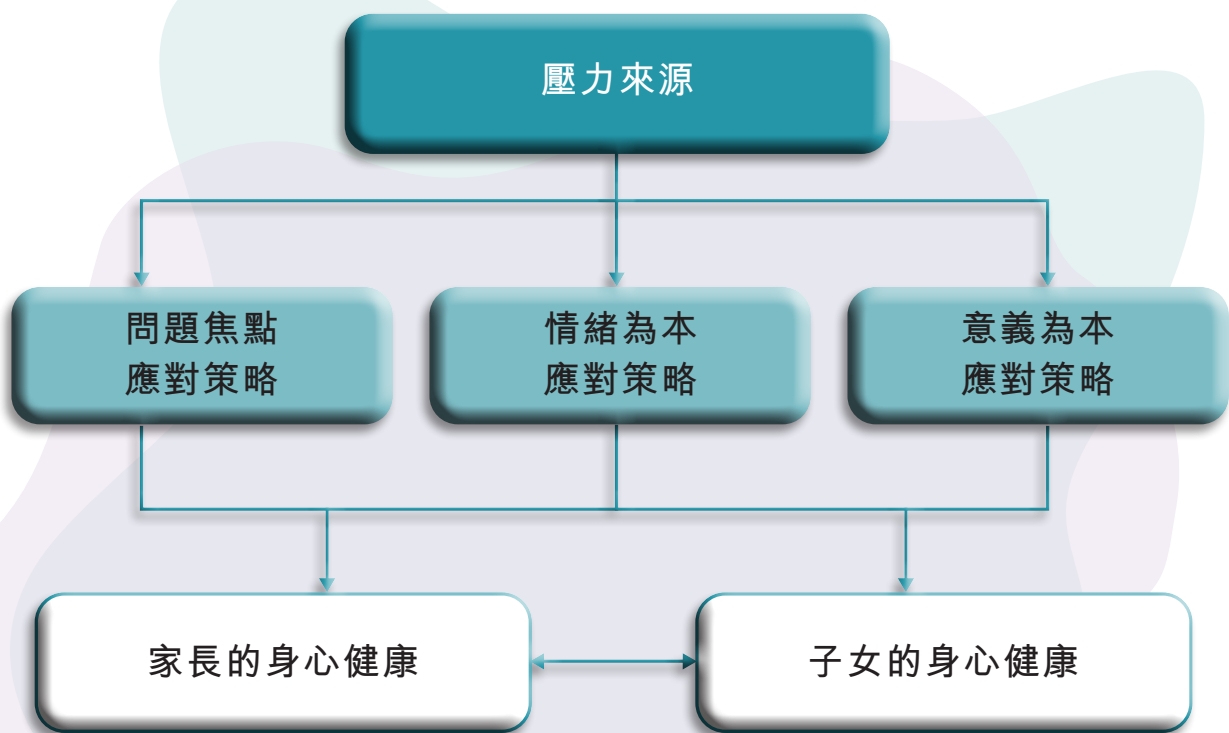 壓力來源
問題焦點
應對策略
情緒為本
應對策略
意義為本
應對策略
家長的身心健康
子女的身心健康